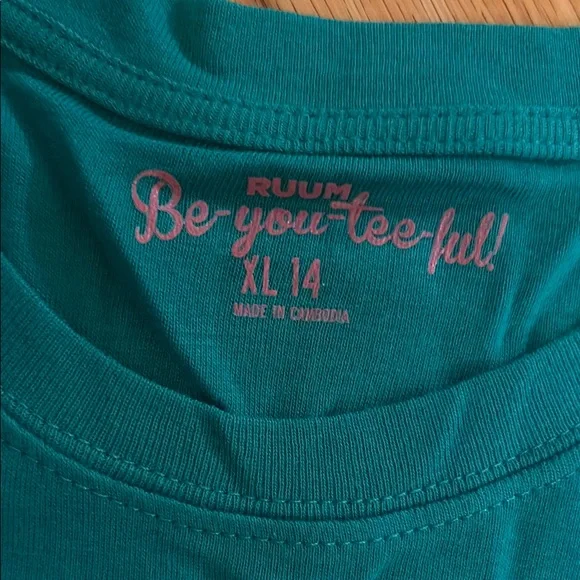 RUUM
Be-you-tee-ful!
XL 14
MADE IN CAMBODIA